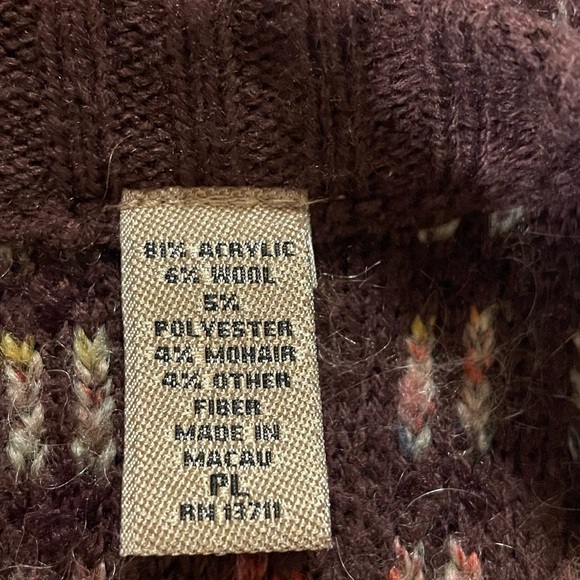 81% ACRYLIC
6% WOOL
5%
POLYESTER
4% MOHAIR
4% OTHER
FIBER
MADE IN
MACAU
PL
RN 13711